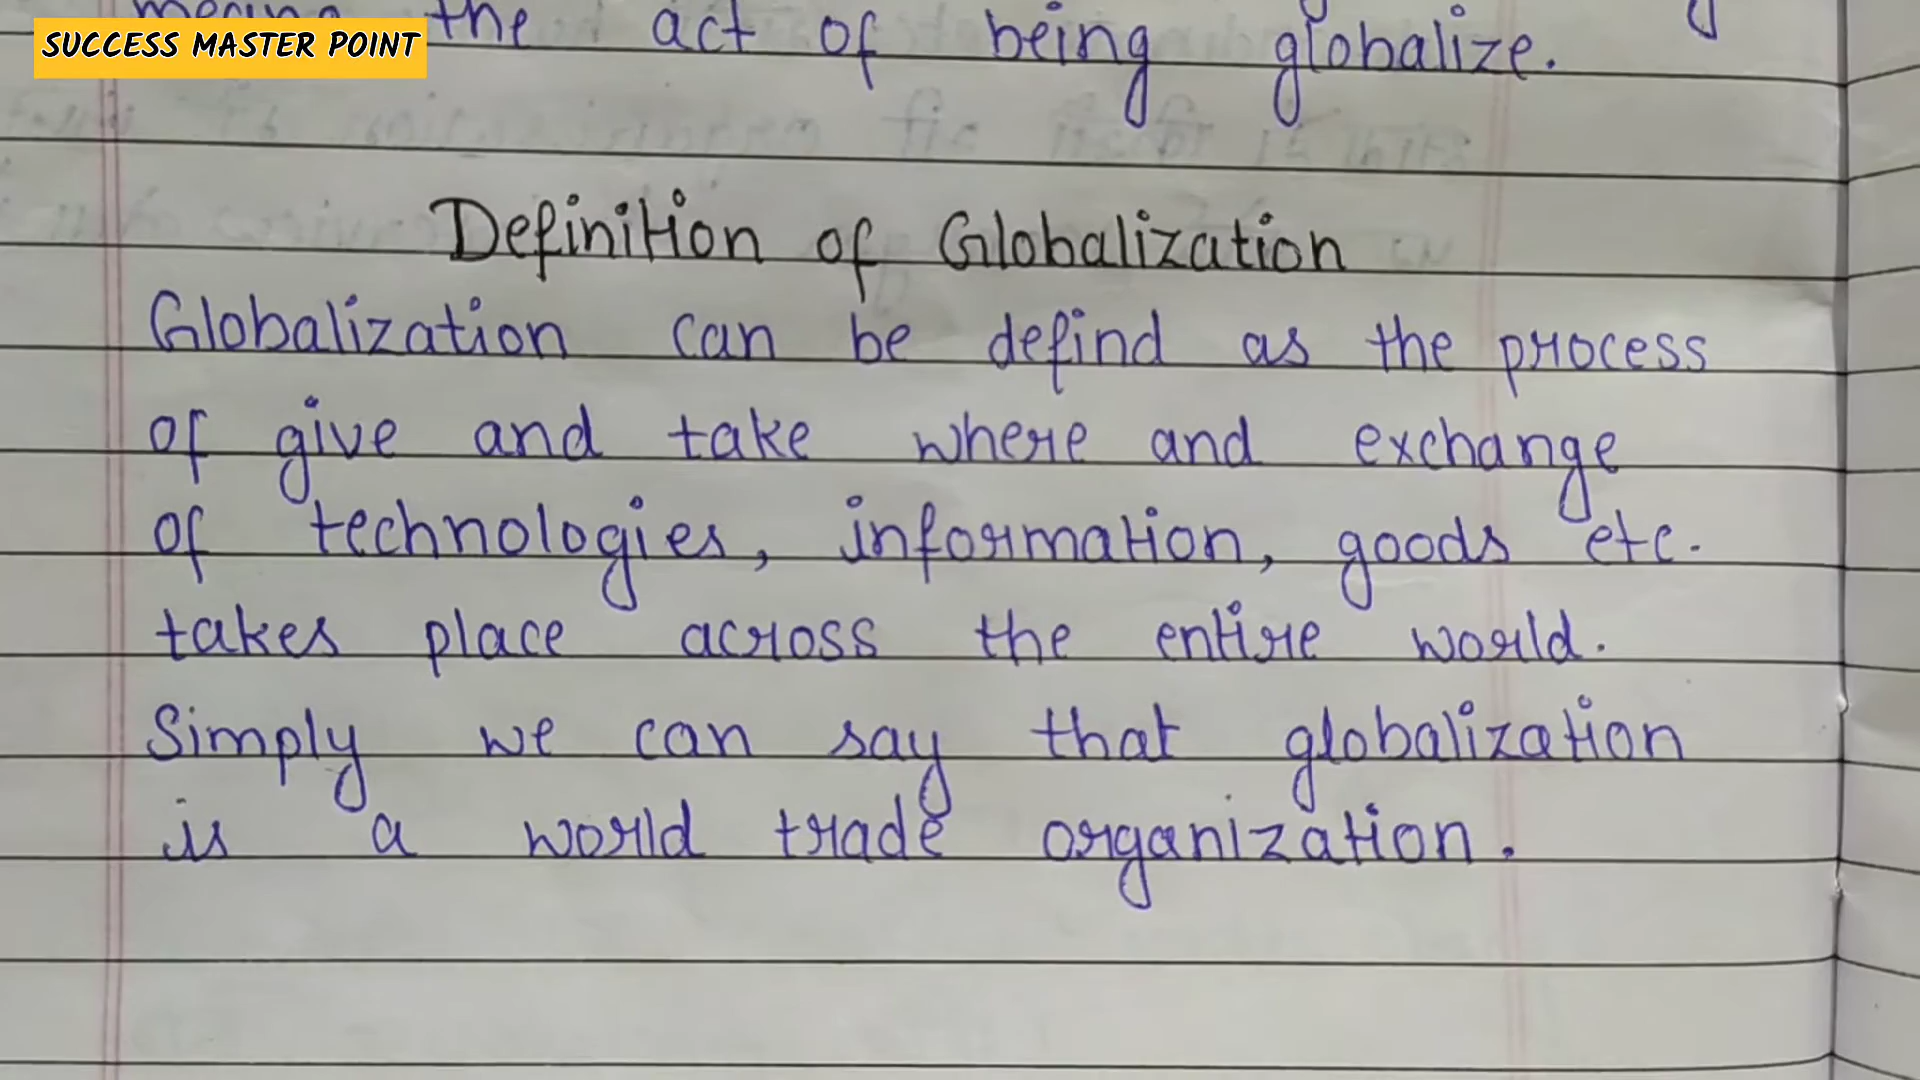 meaning the act of being globalize.
SUCCESS MASTER POINT
Definition of Globalization
Globalization can be defind as the process
of give and take where and exchange
of technologies, information, goods etc.
takes place across the entire world.
Simply we can say that globalization
is a world trade organization.